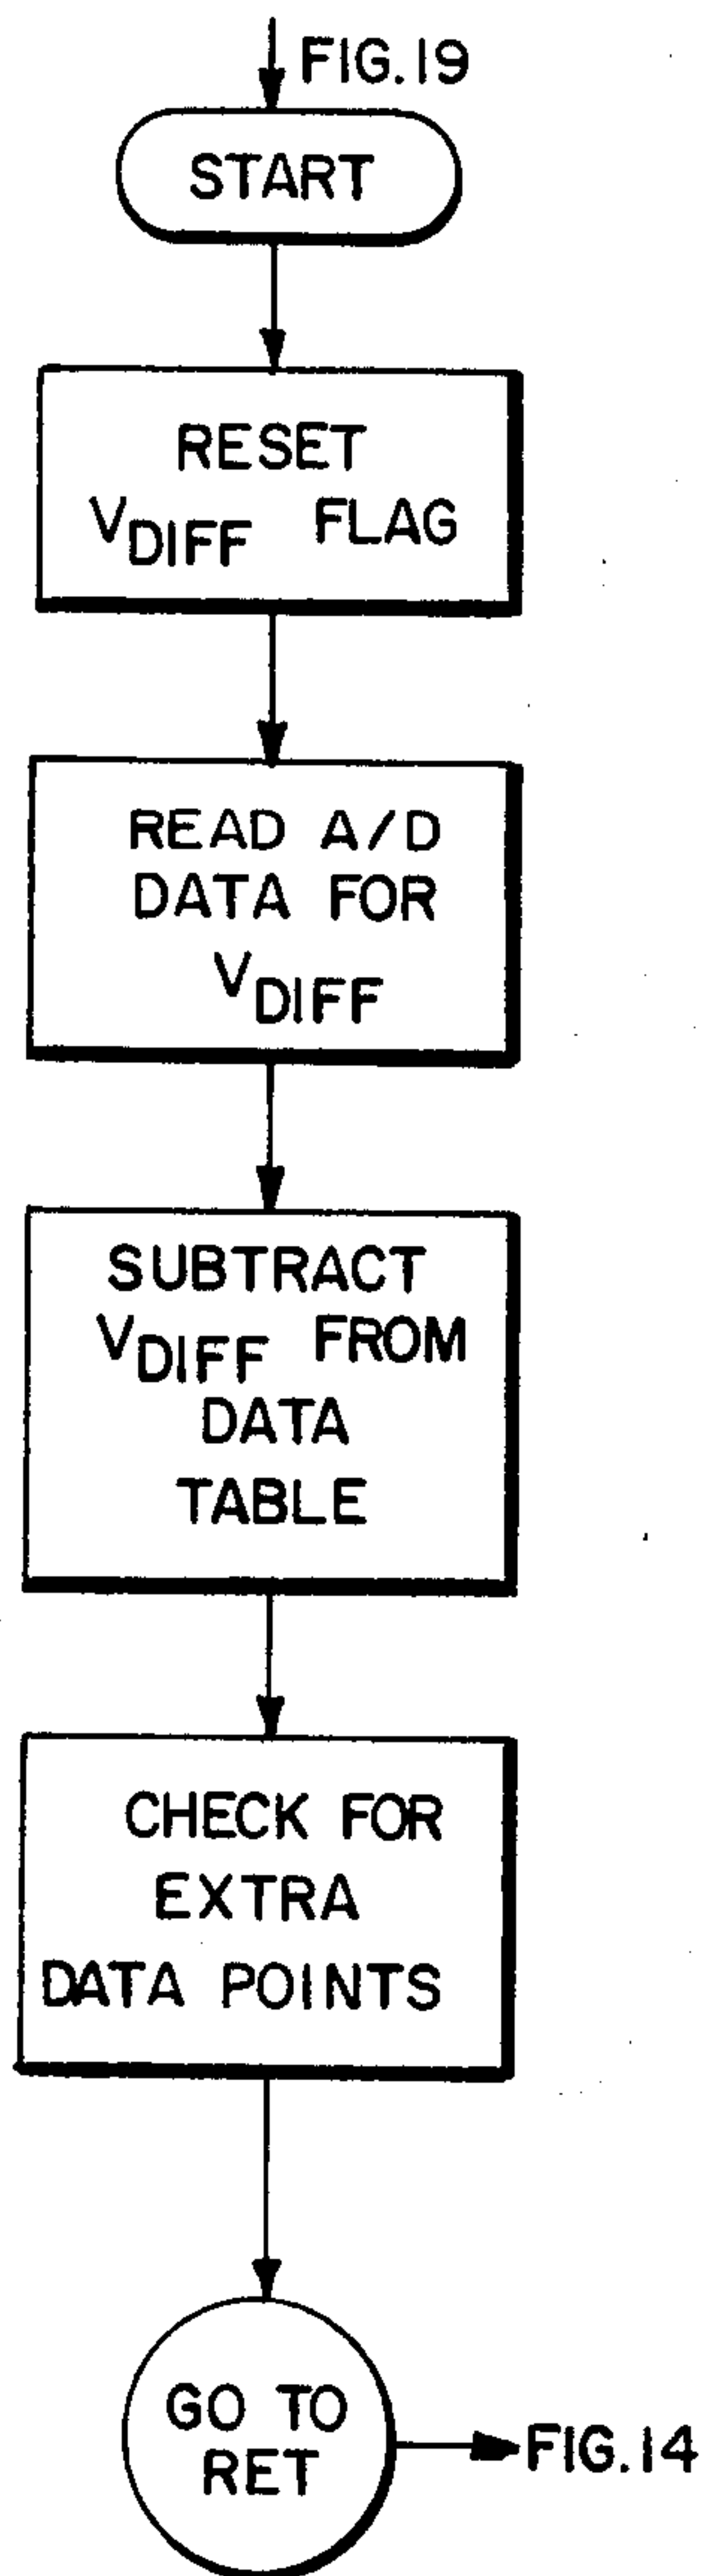 FIG.19
START
RESET
VDIFF FLAG
READ A/D
DATA FOR
VDIFF
SUBTRACT
VDIFF FROM
DATA
TABLE
CHECK FOR
EXTRA
DATA POINTS
GO TO
RET
FIG.14